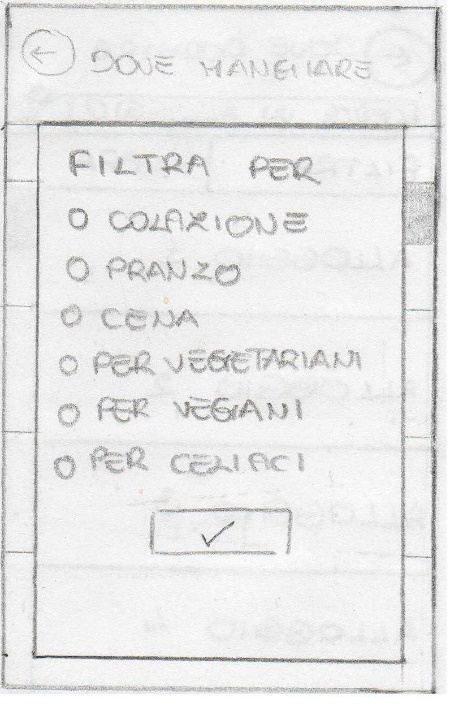 ← DOVE MANGIARE
FILTRA PER
O COLAZIONE
O PRANZO
O CENA
O PER VEGETARIANI
O PER VEGANI
O PER CELIACI
✓